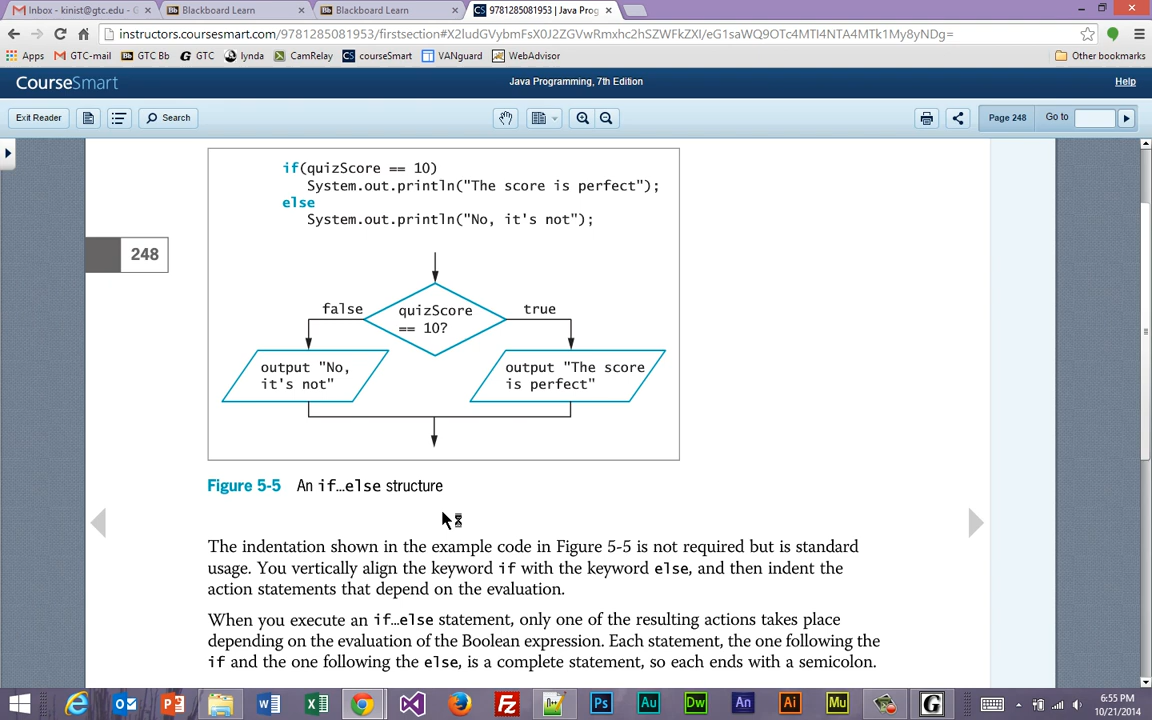 Inbox - kinist@gtc.edu - G
Blackboard Learn
Blackboard Learn
9781285081953 | Java Prog
instructors.coursesmart.com/9781285081953/firstsection#
Apps GTC-mail GTC Bb GTC lynda CamRelay courseSmart VANguard WebAdvisor Other bookmarks
CourseSmart Java Programming, 7th Edition Help
Exit Reader Search Page 248 Go to
if(quizScore == 10)
System.out.println("The score is perfect");
else
System.out.println("No, it's not");
248
false
quizScore
== 10?
true
output "No,
it's not"
output "The score
is perfect"
Figure 5-5 An if…else structure
The indentation shown in the example code in Figure 5-5 is not required but is standard
usage. You vertically align the keyword if with the keyword else, and then indent the
action statements that depend on the evaluation.
When you execute an if…else statement, only one of the resulting actions takes place
depending on the evaluation of the Boolean expression. Each statement, the one following the
if and the one following the else, is a complete statement, so each ends with a semicolon.
6:55 PM
10/21/2014